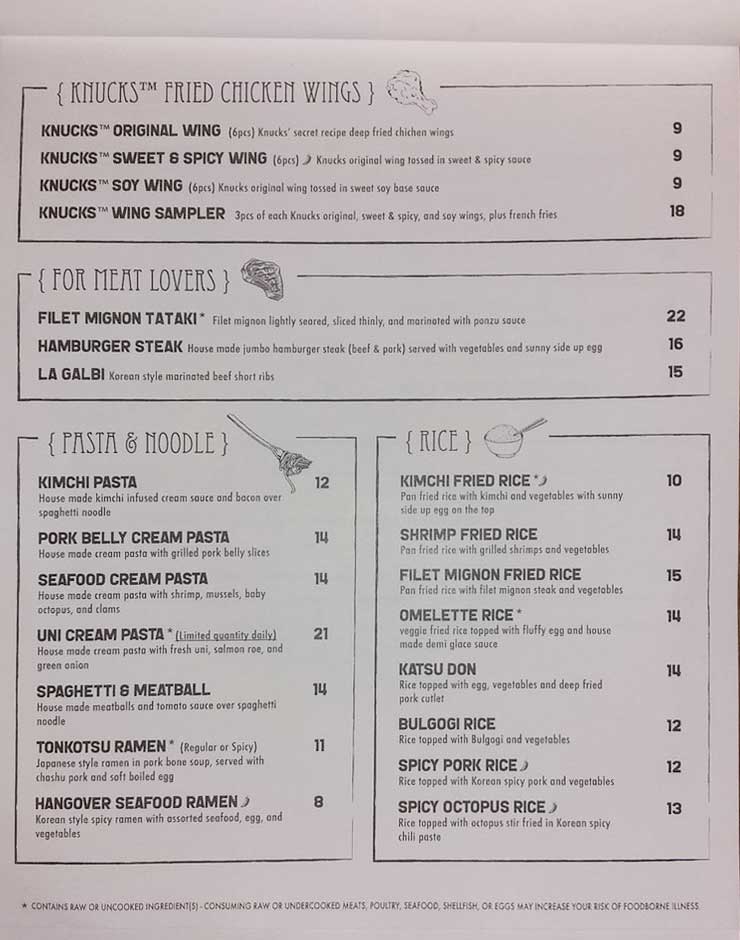 { KNUCKS™ FRIED CHICKEN WINGS }
KNUCKS™ ORIGINAL WING (6pcs) Knucks' secret recipe deep fried chichen wings 9
KNUCKS™ SWEET & SPICY WING (6pcs) Knucks original wing tossed in sweet & spicy sauce 9
KNUCKS™ SOY WING (6pcs) Knucks original wing tossed in sweet soy base sauce 9
KNUCKS™ WING SAMPLER 3pcs of each Knucks original, sweet & spicy, and soy wings, plus french fries 18
{ FOR MEAT LOVERS }
FILET MIGNON TATAKI * Filet mignon lightly seared, sliced thinly, and marinated with ponzu sauce 22
HAMBURGER STEAK House made jumbo hamburger steak (beef & pork) served with vegetables and sunny side up egg 16
LA GALBI Korean style marinated beef short ribs 15
{ PASTA & NOODLE }
KIMCHI PASTA 12
House made kimchi infused cream sauce and bacon over
spaghetti noodle
PORK BELLY CREAM PASTA 14
House made cream pasta with grilled pork belly slices
SEAFOOD CREAM PASTA 14
House made cream pasta with shrimp, mussels, baby
octopus, and clams
UNI CREAM PASTA * (Limited quantity daily) 21
House made cream pasta with fresh uni, salmon roe, and
green onion
SPAGHETTI & MEATBALL 14
House made meatballs and tomato sauce over spaghetti
noodle
TONKOTSU RAMEN * (Regular or Spicy) 11
Japanese style ramen in pork bone soup, served with
chashu pork and soft boiled egg
HANGOVER SEAFOOD RAMEN 8
Korean style spicy ramen with assorted seafood, egg, and
vegetables
{ RICE }
KIMCHI FRIED RICE * 10
Pan fried rice with kimchi and vegetables with sunny
side up egg on the top
SHRIMP FRIED RICE 14
Pan fried rice with grilled shrimps and vegetables
FILET MIGNON FRIED RICE 15
Pan fried rice with filet mignon steak and vegetables
OMELETTE RICE * 14
veggie fried rice topped with fluffy egg and house
made demi glace sauce
KATSU DON 14
Rice topped with egg, vegetables and deep fried
pork cutlet
BULGOGI RICE 12
Rice topped with Bulgogi and vegetables
SPICY PORK RICE 12
Rice topped with Korean spicy pork and vegetables
SPICY OCTOPUS RICE 13
Rice topped with octopus stir fried in Korean spicy
chili paste
* CONTAINS RAW OR UNCOOKED INGREDIENT(S) - CONSUMING RAW OR UNDERCOOKED MEATS, POULTRY, SEAFOOD, SHELLFISH, OR EGGS MAY INCREASE YOUR RISK OF FOODBORNE ILLNESS.